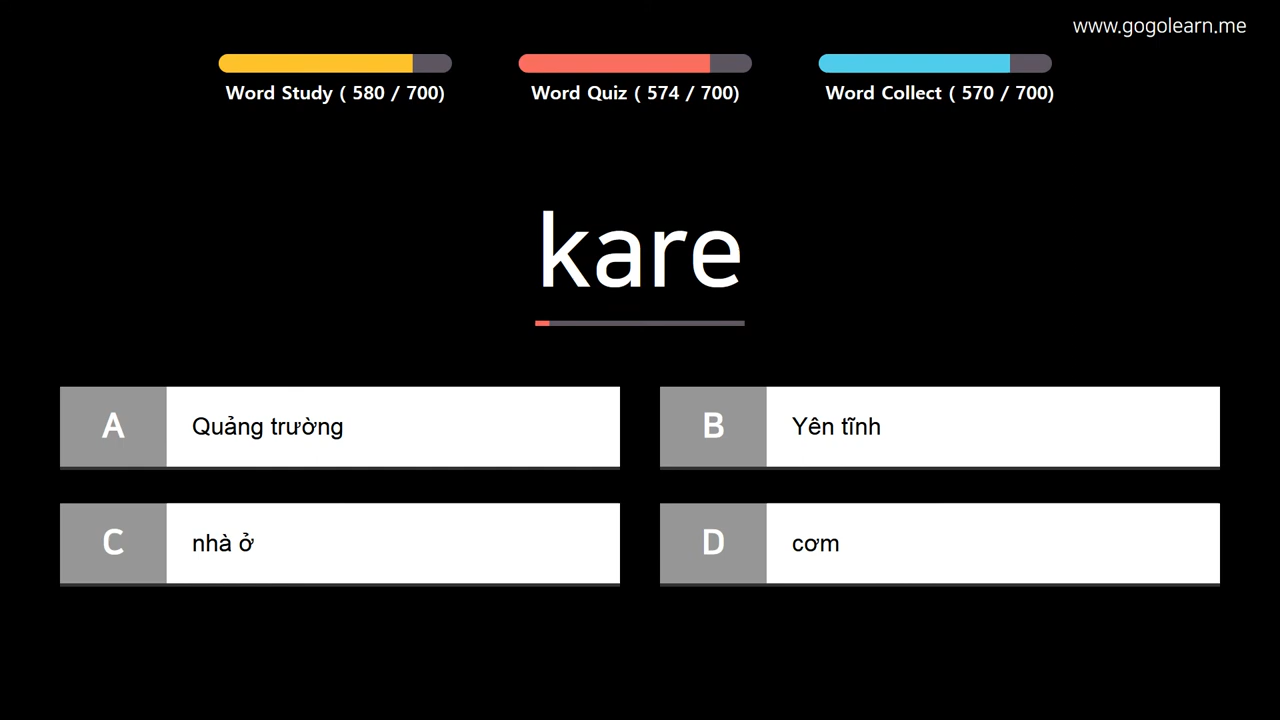 www.gogolearn.me
Word Study ( 580 / 700)
Word Quiz ( 574 / 700)
Word Collect ( 570 / 700)
kare
A Quảng trường
B Yên tĩnh
C nhà ở
D cơm